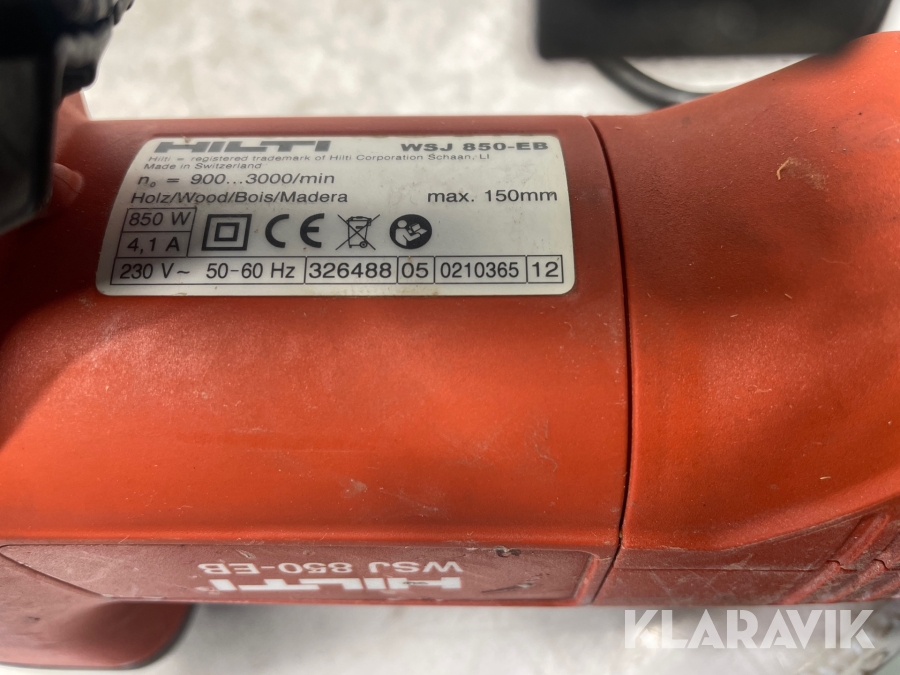 HILTI WSJ 850-EB
Hilti = registered trademark of Hilti Corporation Schaan, LI
Made in Switzerland
n₀ = 900...3000/min
Holz/Wood/Bois/Madera max. 150mm
850 W
4,1 A CE
230 V~ 50-60 Hz 326488 05 0210365 12
WSJ 850-EB
HILTI
KLARAVIK